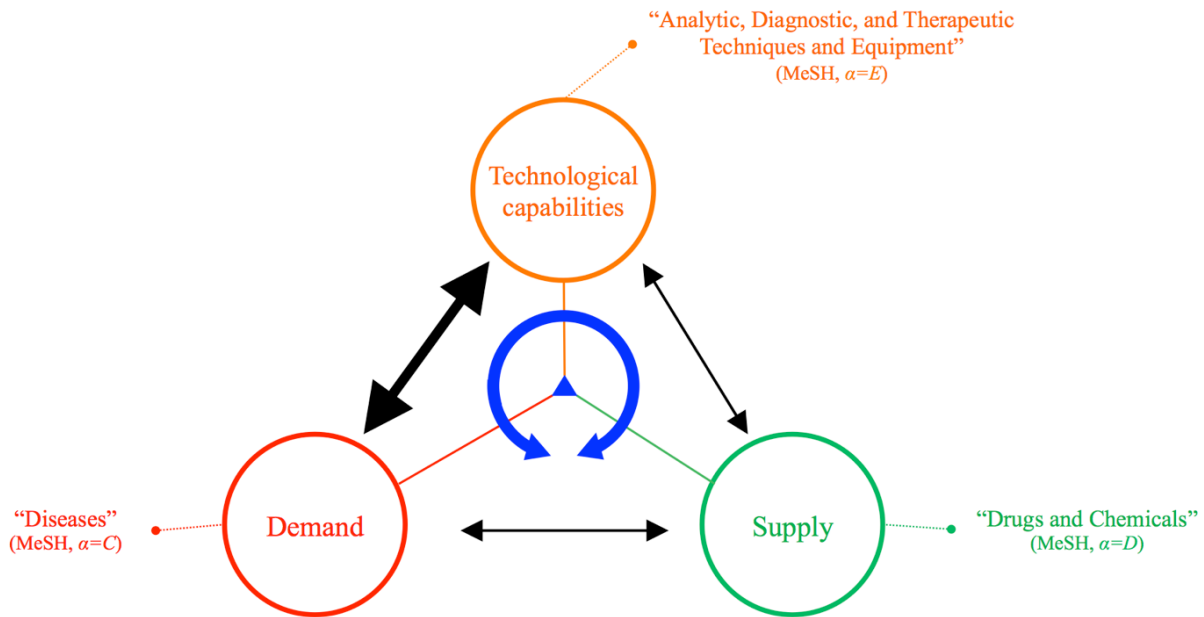 “Analytic, Diagnostic, and Therapeutic
Techniques and Equipment”
(MeSH, α=E)
Technological
capabilities
“Diseases”
(MeSH, α=C)
Demand
Supply
“Drugs and Chemicals”
(MeSH, α=D)